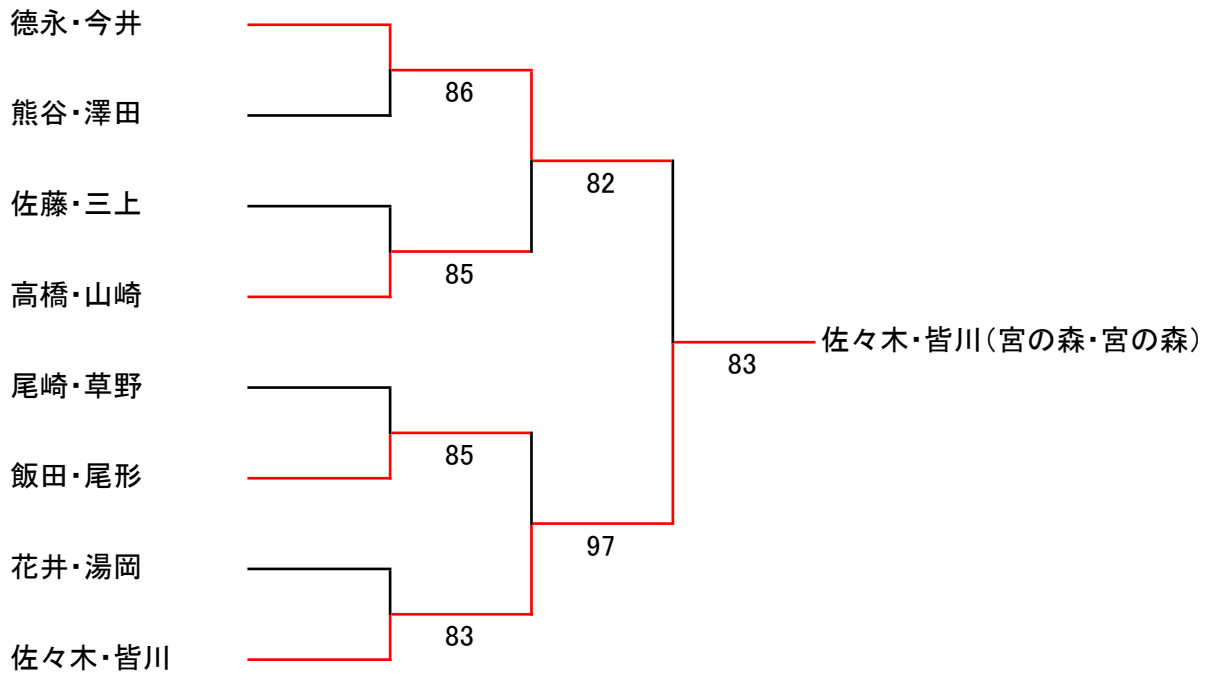 德永・今井
86
熊谷・澤田
82
佐藤・三上
85
高橋・山崎
佐々木・皆川(宮の森・宮の森)
83
尾崎・草野
85
飯田・尾形
97
花井・湯岡
83
佐々木・皆川